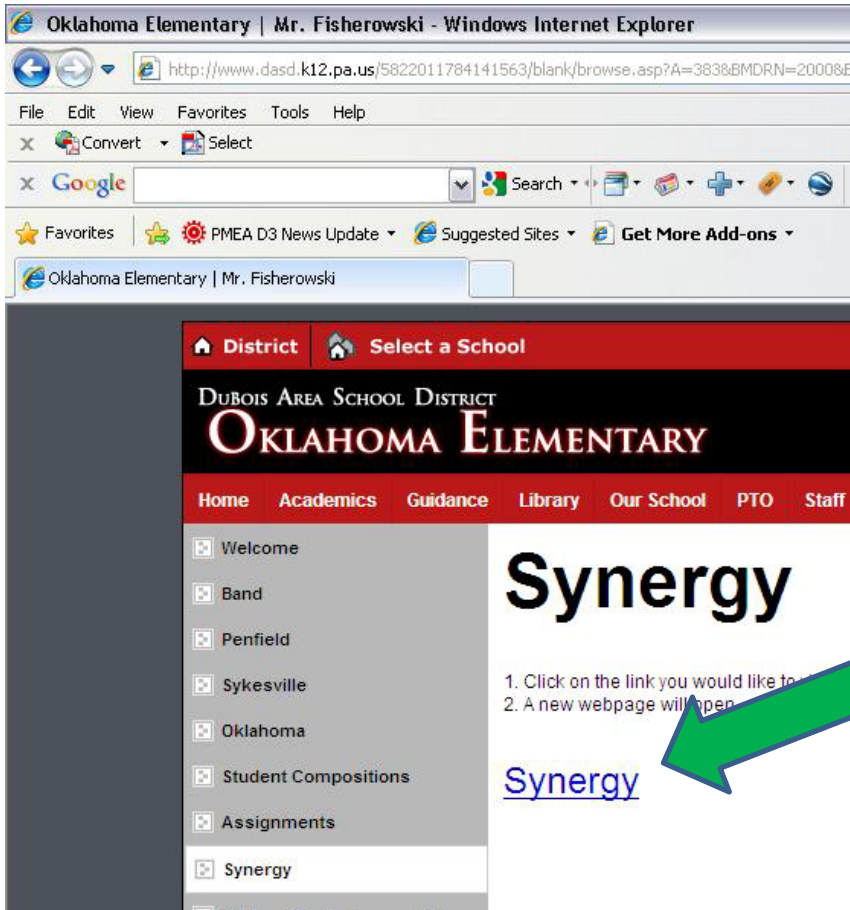 Oklahoma Elementary | Mr. Fisherowski - Windows Internet Explorer
http://www.dasd.k12.pa.us/5822011784141563/blank/browse.asp?A=383&BMDRN=2000&B
File Edit View Favorites Tools Help
x Convert Select
x Google Search
Favorites PMEA D3 News Update Suggested Sites Get More Add-ons
Oklahoma Elementary | Mr. Fisherowski
District Select a School
DuBois Area School District
Oklahoma Elementary
Home Academics Guidance Library Our School PTO Staff
Welcome
Band
Penfield
Sykesville
Oklahoma
Student Compositions
Assignments
Synergy
Synergy
1. Click on the link you would like to
2. A new webpage will open
Synergy